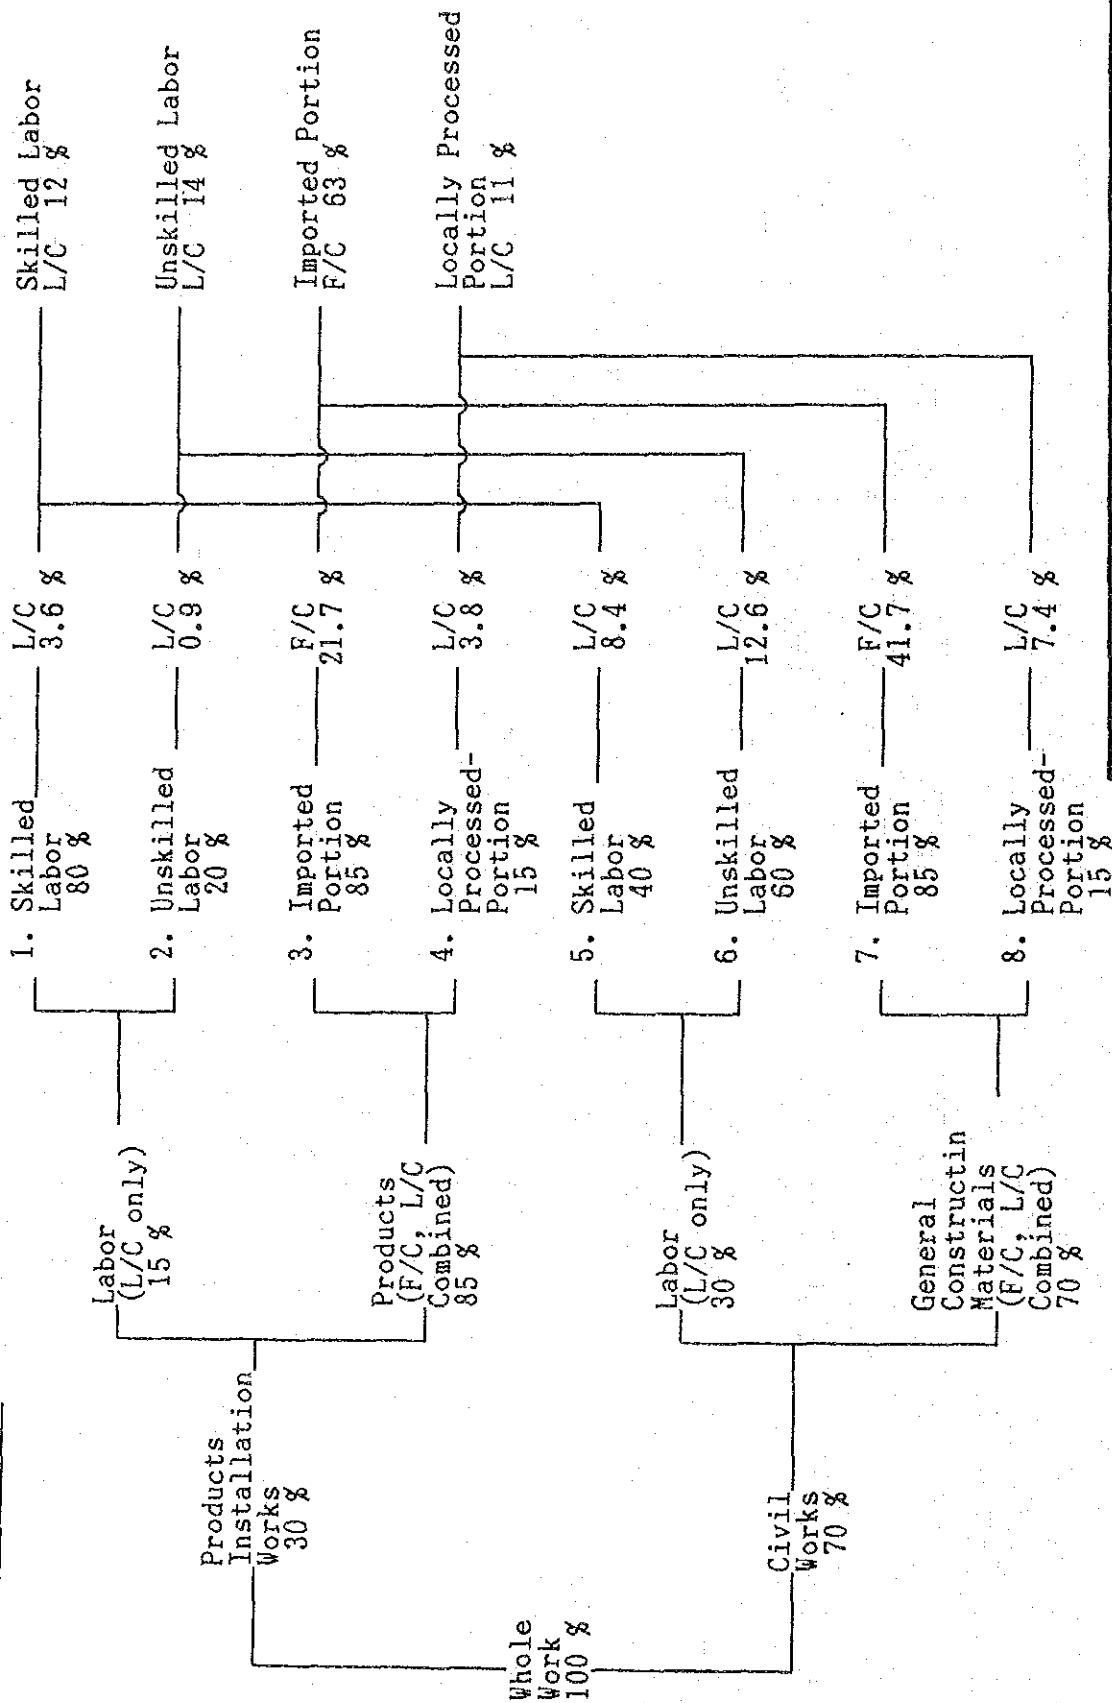 Whole
Work
100 %
Products
Installation
Works
30 %
Civil
Works
70 %
Labor
(L/C only)
15 %
Products
(F/C, L/C
Combined)
85 %
Labor
(L/C only)
30 %
General
Constructin
Materials
(F/C, L/C
Combined)
70 %
1. Skilled
Labor
80 %
2. Unskilled
Labor
20 %
3. Imported
Portion
85 %
4. Locally
Processed-
Portion
15 %
5. Skilled
Labor
40 %
6. Unskilled
Labor
60 %
7. Imported
Portion
85 %
8. Locally
Processed-
Portion
15 %
L/C
3.6 %
L/C
0.9 %
F/C
21.7 %
L/C
3.8 %
L/C
8.4 %
L/C
12.6 %
F/C
41.7 %
L/C
7.4 %
Skilled Labor
L/C 12 %
Unskilled Labor
L/C 14 %
Imported Portion
F/C 63 %
Locally Processed
Portion
L/C 11 %